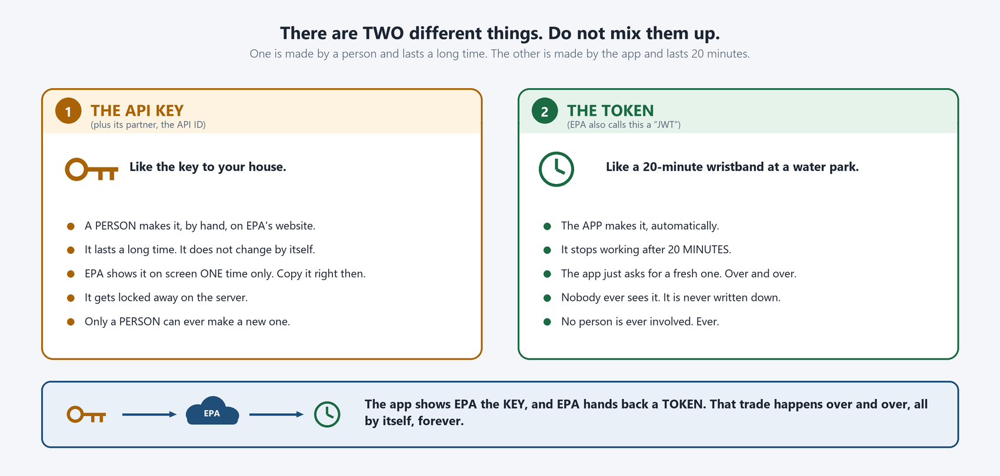 There are TWO different things. Do not mix them up.
One is made by a person and lasts a long time. The other is made by the app and lasts 20 minutes.
1
THE API KEY
(plus its partner, the API ID)
Like the key to your house.
A PERSON makes it, by hand, on EPA's website.
It lasts a long time. It does not change by itself.
EPA shows it on screen ONE time only. Copy it right then.
It gets locked away on the server.
Only a PERSON can ever make a new one.
2
THE TOKEN
(EPA also calls this a “JWT”)
Like a 20-minute wristband at a water park.
The APP makes it, automatically.
It stops working after 20 MINUTES.
The app just asks for a fresh one. Over and over.
Nobody ever sees it. It is never written down.
No person is ever involved. Ever.
EPA
The app shows EPA the KEY, and EPA hands back a TOKEN. That trade happens over and over, all
by itself, forever.